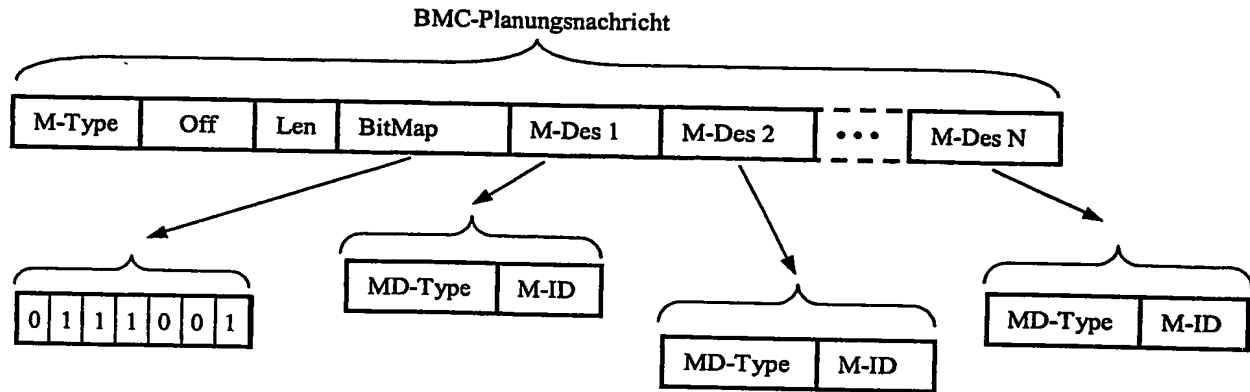 BMC-Planungsnachricht
M-Type Off Len BitMap M-Des 1 M-Des 2 ••• M-Des N
0 1 1 1 0 0 1
MD-Type M-ID
MD-Type M-ID
MD-Type M-ID